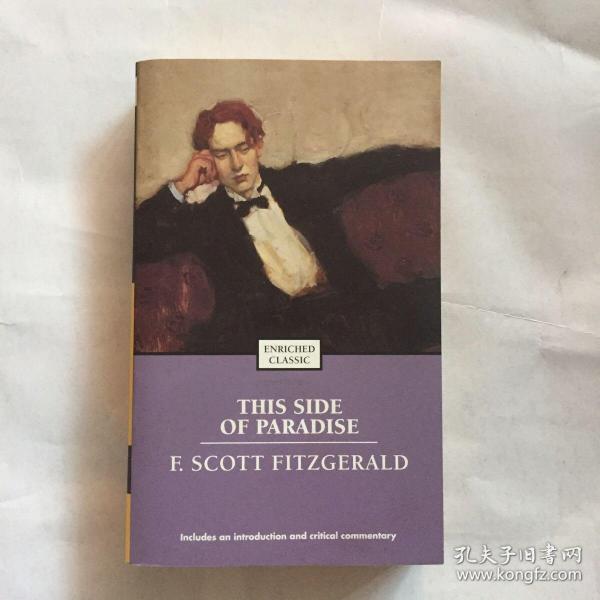 ENRICHED
CLASSIC
THIS SIDE
OF PARADISE
F. SCOTT FITZGERALD
Includes an introduction and critical commentary
孔夫子旧书网
www.kongfz.com